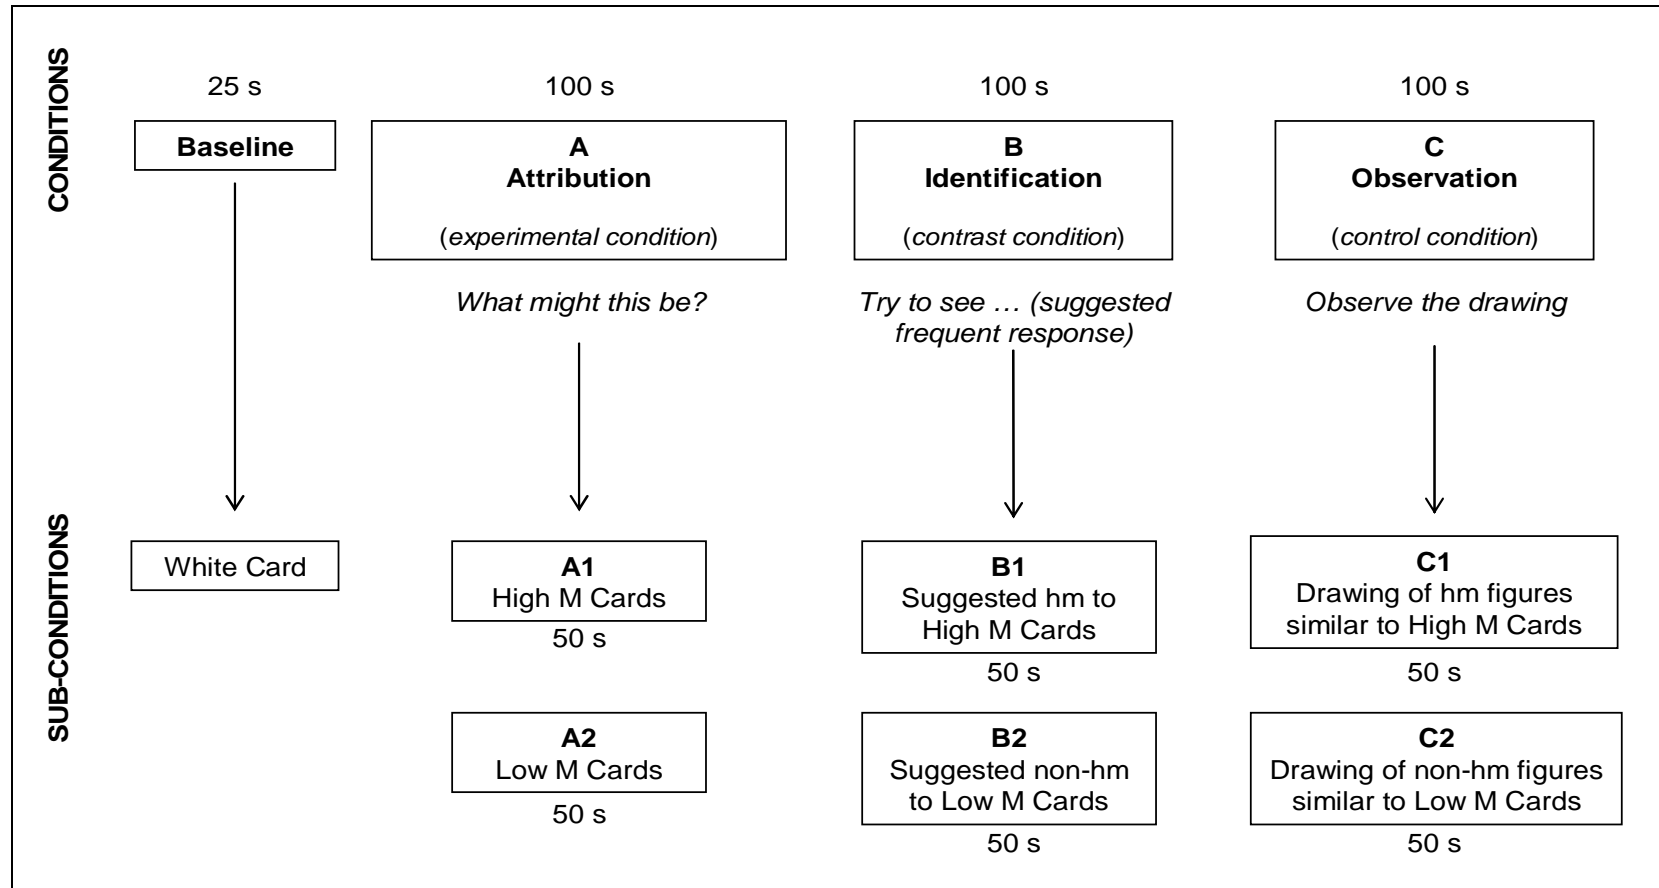 CONDITIONS
25 s
100 s
100 s
100 s
Baseline
A
Attribution
(experimental condition)
B
Identification
(contrast condition)
C
Observation
(control condition)
What might this be?
Try to see … (suggested
frequent response)
Observe the drawing
SUB-CONDITIONS
White Card
A1
High M Cards
50 s
B1
Suggested hm to
High M Cards
50 s
C1
Drawing of hm figures
similar to High M Cards
50 s
A2
Low M Cards
50 s
B2
Suggested non-hm
to Low M Cards
50 s
C2
Drawing of non-hm figures
similar to Low M Cards
50 s